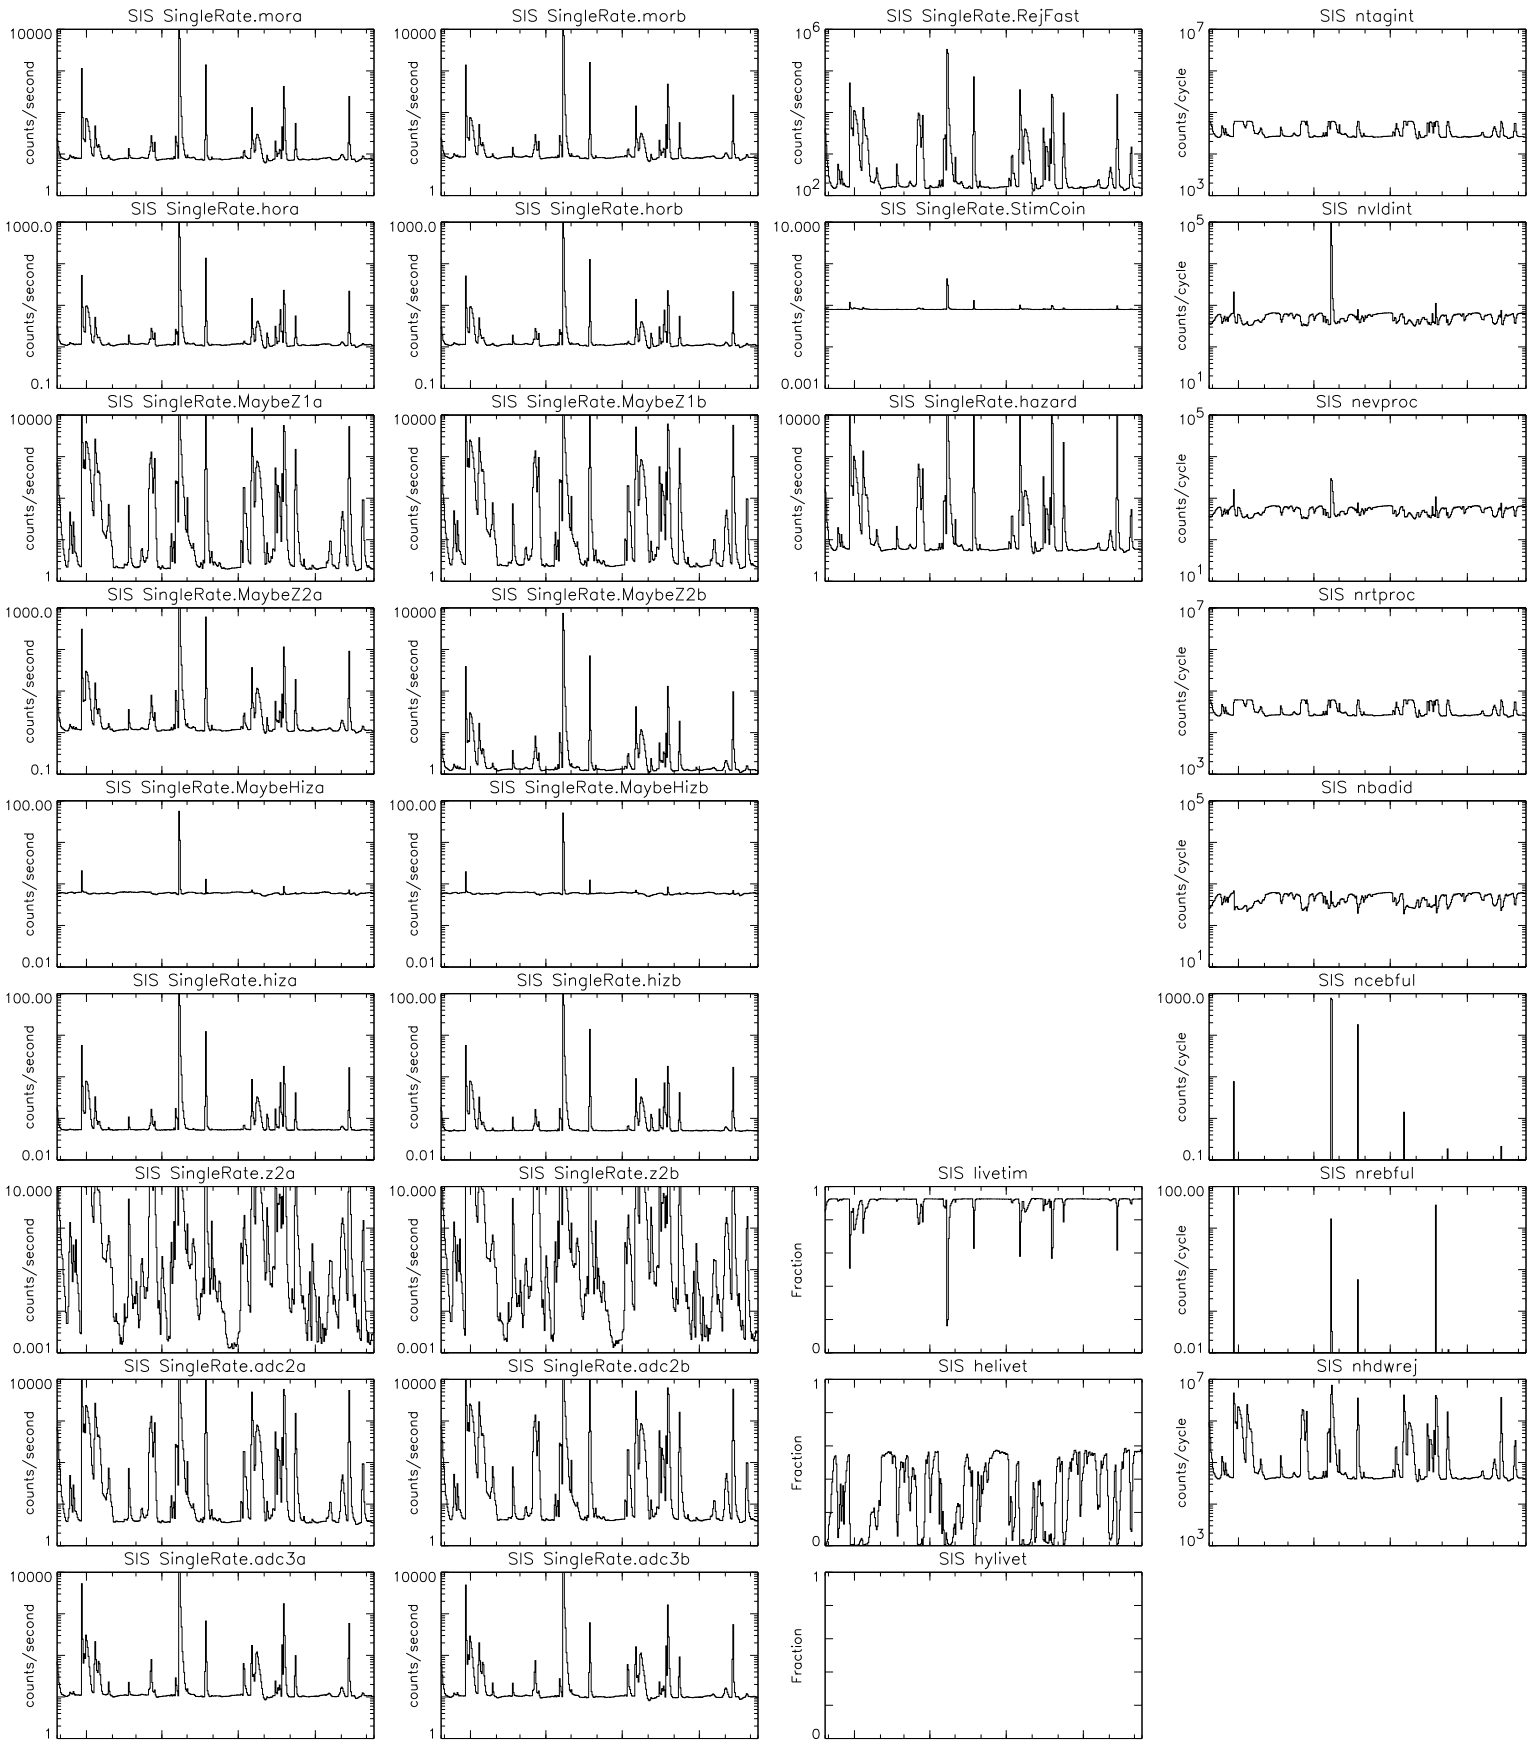 SIS SingleRate.mora
10000
counts/second
1
SIS SingleRate.morb
10000
counts/second
1
SIS SingleRate.RejFast
10^6
counts/second
10^2
SIS ntagint
10^7
counts/cycle
10^3
SIS SingleRate.hora
1000.0
counts/second
0.1
SIS SingleRate.horb
1000.0
counts/second
0.1
SIS SingleRate.StimCoin
10.000
counts/second
0.001
SIS nvldint
10^5
counts/cycle
10^1
SIS SingleRate.MaybeZ1a
10000
counts/second
1
SIS SingleRate.MaybeZ1b
10000
counts/second
1
SIS SingleRate.hazard
10000
counts/second
1
SIS nevproc
10^5
counts/cycle
10^1
SIS SingleRate.MaybeZ2a
1000.0
counts/second
0.1
SIS SingleRate.MaybeZ2b
10000
counts/second
1
SIS nrtproc
10^7
counts/cycle
10^3
SIS SingleRate.MaybeHiza
100.00
counts/second
0.01
SIS SingleRate.MaybeHizb
100.00
counts/second
0.01
SIS nbadid
10^5
counts/cycle
10^1
SIS SingleRate.hiza
100.00
counts/second
0.01
SIS SingleRate.hizb
100.00
counts/second
0.01
SIS ncebful
1000.0
counts/cycle
0.1
SIS SingleRate.z2a
10.000
counts/second
0.001
SIS SingleRate.z2b
10.000
counts/second
0.001
SIS livetim
1
Fraction
0
SIS nrebful
100.00
counts/cycle
0.01
SIS SingleRate.adc2a
10000
counts/second
1
SIS SingleRate.adc2b
10000
counts/second
1
SIS helivet
1
Fraction
0
SIS nhdwrej
10^7
counts/cycle
10^3
SIS SingleRate.adc3a
10000
counts/second
1
SIS SingleRate.adc3b
10000
counts/second
1
SIS hylivet
1
Fraction
0